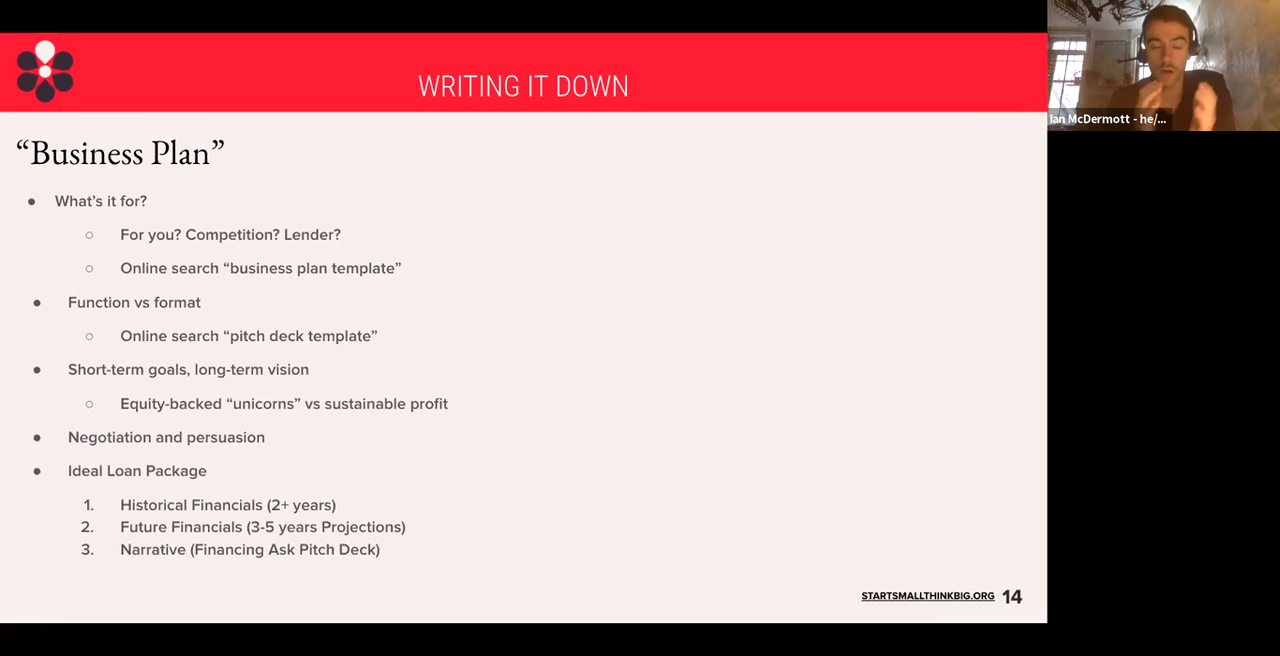 WRITING IT DOWN
Ian McDermott - he/...
“Business Plan”
● What’s it for?
○ For you? Competition? Lender?
○ Online search “business plan template”
● Function vs format
○ Online search “pitch deck template”
● Short-term goals, long-term vision
○ Equity-backed “unicorns” vs sustainable profit
● Negotiation and persuasion
● Ideal Loan Package
1. Historical Financials (2+ years)
2. Future Financials (3-5 years Projections)
3. Narrative (Financing Ask Pitch Deck)
STARTSMALLTHINKBIG.ORG 14